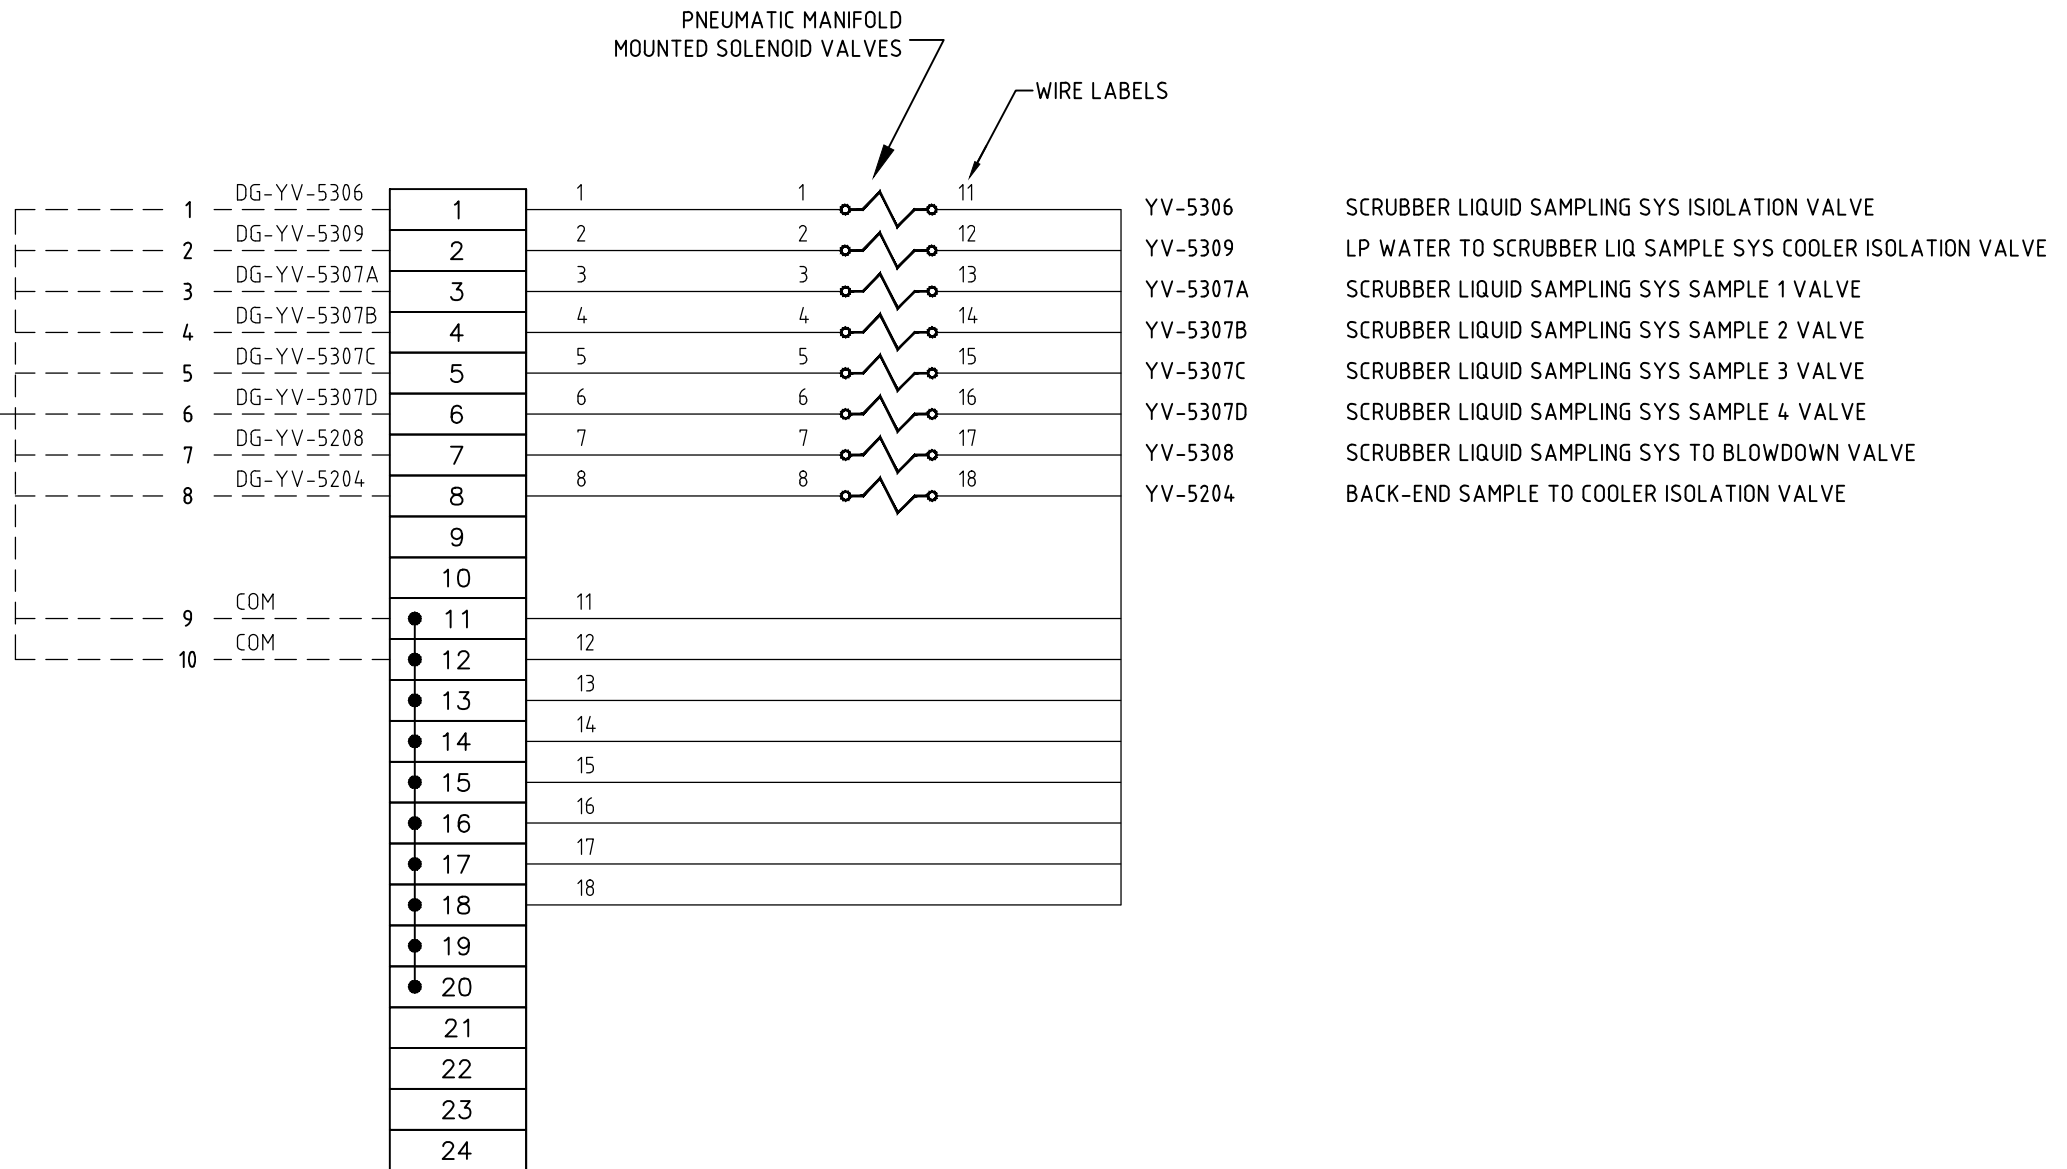 PNEUMATIC MANIFOLD
MOUNTED SOLENOID VALVES
WIRE LABELS
1 DG-YV-5306 1 1 1 11 YV-5306 SCRUBBER LIQUID SAMPLING SYS ISIOLATION VALVE
2 DG-YV-5309 2 2 2 12 YV-5309 LP WATER TO SCRUBBER LIQ SAMPLE SYS COOLER ISOLATION VALVE
3 DG-YV-5307A 3 3 3 13 YV-5307A SCRUBBER LIQUID SAMPLING SYS SAMPLE 1 VALVE
4 DG-YV-5307B 4 4 4 14 YV-5307B SCRUBBER LIQUID SAMPLING SYS SAMPLE 2 VALVE
5 DG-YV-5307C 5 5 5 15 YV-5307C SCRUBBER LIQUID SAMPLING SYS SAMPLE 3 VALVE
6 DG-YV-5307D 6 6 6 16 YV-5307D SCRUBBER LIQUID SAMPLING SYS SAMPLE 4 VALVE
7 DG-YV-5208 7 7 7 17 YV-5308 SCRUBBER LIQUID SAMPLING SYS TO BLOWDOWN VALVE
8 DG-YV-5204 8 8 8 18 YV-5204 BACK-END SAMPLE TO COOLER ISOLATION VALVE
9
10
9 COM 11 11
10 COM 12 12
13 13
14 14
15 15
16 16
17 17
18 18
19
20
21
22
23
24